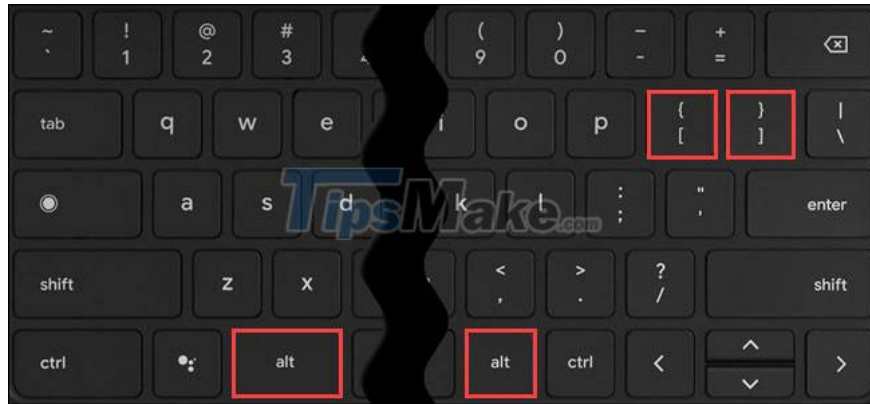 ~ ! @ # ( ) _ +
` 1 2 3 9 0 - =
tab q w e i o p { [ } ] | \
a s d k l : ; " ' enter
TipsMake.com
shift z x < , > . ? / shift
ctrl alt alt ctrl